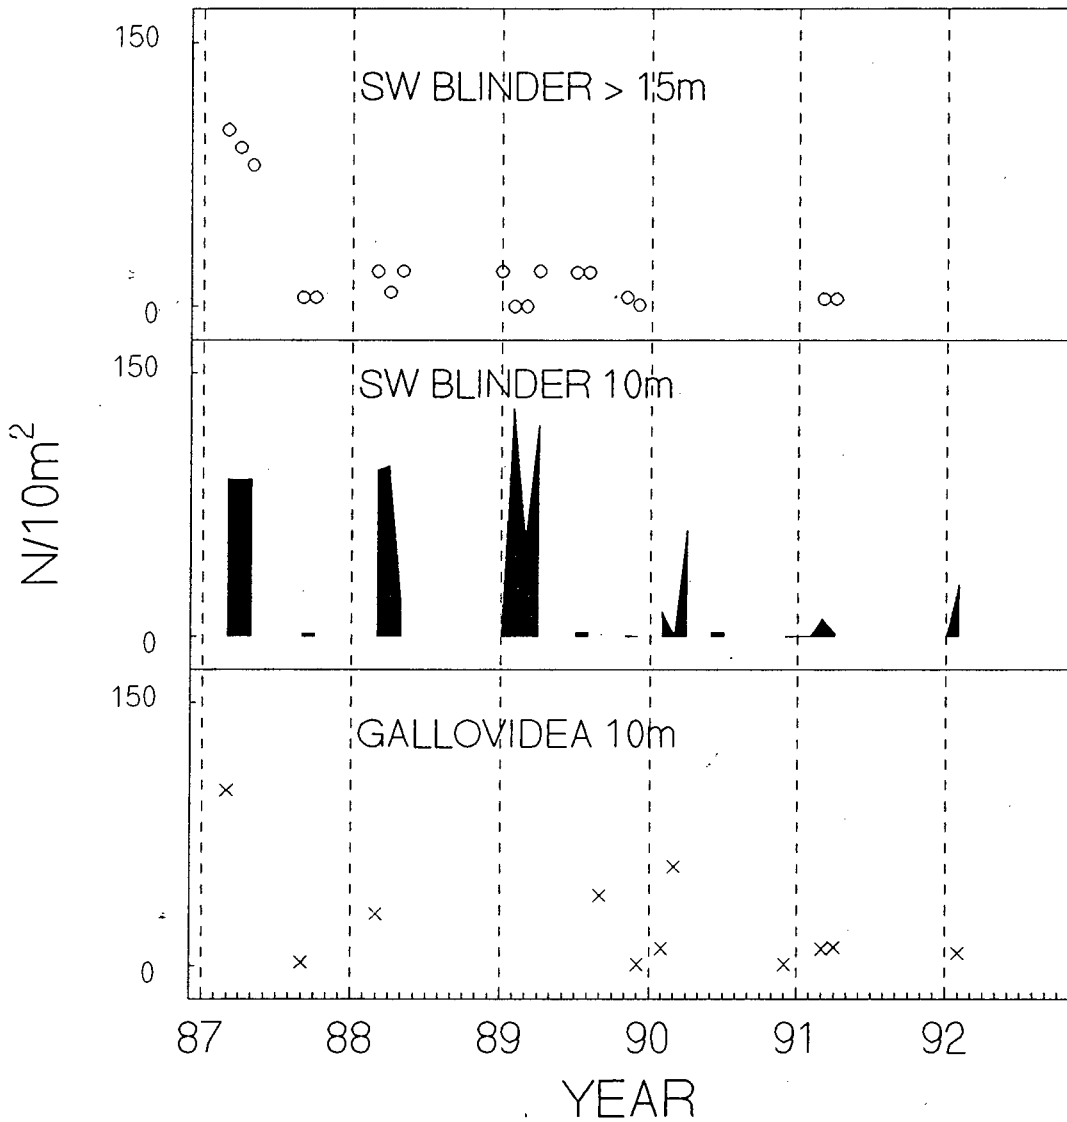 150
SW BLINDER > 15m
0
150
SW BLINDER 10m
N/10m²
0
150
GALLOVIDEA 10m
0
87 88 89 90 91 92
YEAR